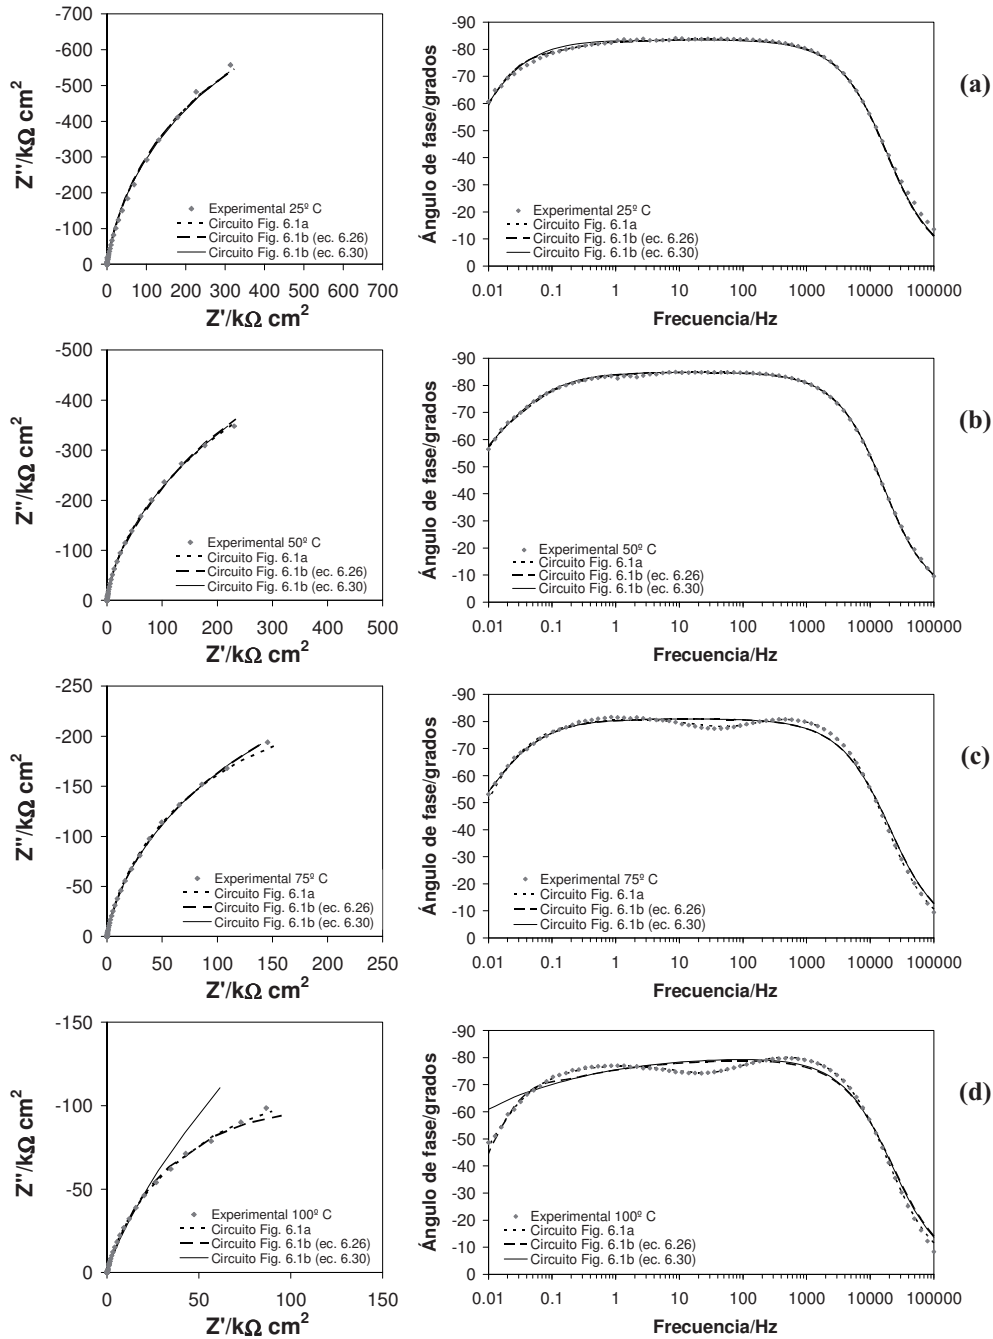 -700
-600
-500
-400
-300
-200
-100
0
Z''/kΩ cm²
0 100 200 300 400 500 600 700
Z'/kΩ cm²
Experimental 25º C
Circuito Fig. 6.1a
Circuito Fig. 6.1b (ec. 6.26)
Circuito Fig. 6.1b (ec. 6.30)
-90
-80
-70
-60
-50
-40
-30
-20
-10
0
Ángulo de fase/grados
0.01 0.1 1 10 100 1000 10000 100000
Frecuencia/Hz
Experimental 25º C
Circuito Fig. 6.1a
Circuito Fig. 6.1b (ec. 6.26)
Circuito Fig. 6.1b (ec. 6.30)
(a)
-500
-400
-300
-200
-100
0
Z''/kΩ cm²
0 100 200 300 400 500
Z'/kΩ cm²
Experimental 50º C
Circuito Fig. 6.1a
Circuito Fig. 6.1b (ec. 6.26)
Circuito Fig. 6.1b (ec. 6.30)
-90
-80
-70
-60
-50
-40
-30
-20
-10
0
Ángulo de fase/grados
0.01 0.1 1 10 100 1000 10000 100000
Frecuencia/Hz
Experimental 50º C
Circuito Fig. 6.1a
Circuito Fig. 6.1b (ec. 6.26)
Circuito Fig. 6.1b (ec. 6.30)
(b)
-250
-200
-150
-100
-50
0
Z''/kΩ cm²
0 50 100 150 200 250
Z'/kΩ cm²
Experimental 75º C
Circuito Fig. 6.1a
Circuito Fig. 6.1b (ec. 6.26)
Circuito Fig. 6.1b (ec. 6.30)
-90
-80
-70
-60
-50
-40
-30
-20
-10
0
Ángulo de fase/grados
0.01 0.1 1 10 100 1000 10000 100000
Frecuencia/Hz
Experimental 75º C
Circuito Fig. 6.1a
Circuito Fig. 6.1b (ec. 6.26)
Circuito Fig. 6.1b (ec. 6.30)
(c)
-150
-100
-50
0
Z''/kΩ cm²
0 50 100 150
Z'/kΩ cm²
Experimental 100º C
Circuito Fig. 6.1a
Circuito Fig. 6.1b (ec. 6.26)
Circuito Fig. 6.1b (ec. 6.30)
-90
-80
-70
-60
-50
-40
-30
-20
-10
0
Ángulo de fase/grados
0.01 0.1 1 10 100 1000 10000 100000
Frecuencia/Hz
Experimental 100º C
Circuito Fig. 6.1a
Circuito Fig. 6.1b (ec. 6.26)
Circuito Fig. 6.1b (ec. 6.30)
(d)